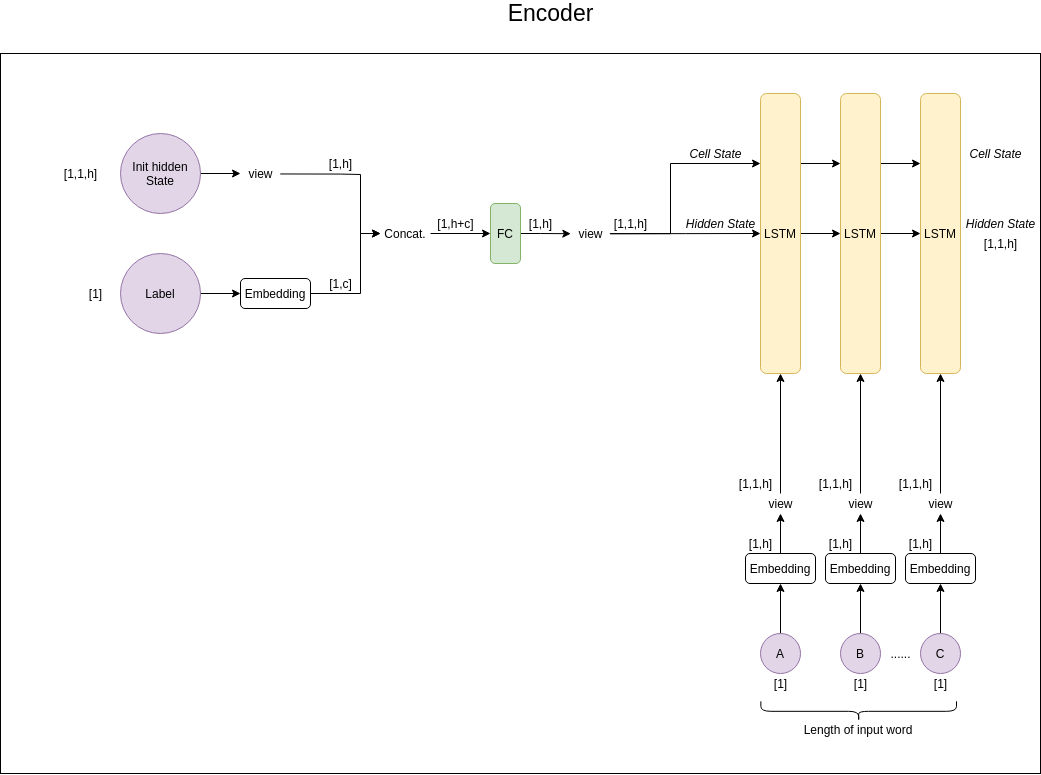 Encoder
[1,1,h]
Init hidden
State
view
[1,h]
[1]
Label
Embedding
[1,c]
Concat.
[1,h+c]
FC
[1,h]
view
[1,1,h]
Cell State
Hidden State
LSTM
LSTM
LSTM
Cell State
Hidden State
[1,1,h]
[1,1,h]
[1,1,h]
[1,1,h]
view
view
view
[1,h]
[1,h]
[1,h]
Embedding
Embedding
Embedding
A
B
......
C
[1]
[1]
[1]
Length of input word